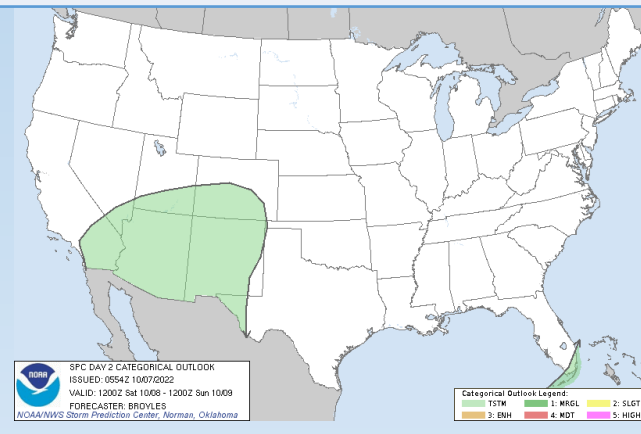 NOAA
SPC DAY 2 CATEGORICAL OUTLOOK
ISSUED: 0554Z 10/07/2022
VALID: 1200Z Sat 10/08 - 1200Z Sun 10/09
FORECASTER: BROYLES
NOAA/NWS Storm Prediction Center, Norman, Oklahoma
Categorical Outlook Legend:
TSTM 1: MRGL 2: SLGT
3: ENH 4: MDT 5: HIGH